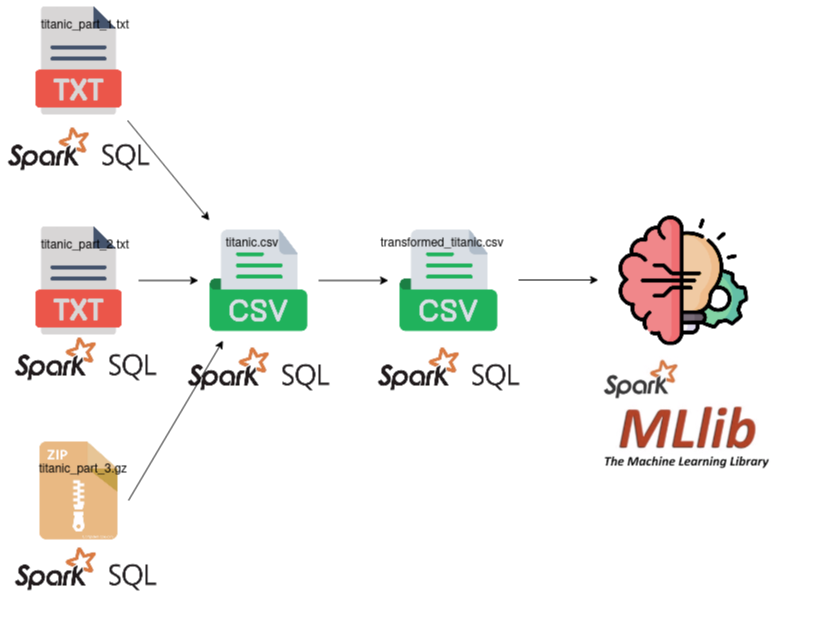 titanic_part_1.txt
TXT
Spark SQL
titanic_part_2.txt
TXT
Spark SQL
ZIP
titanic_part_3.gz
Spark SQL
titanic.csv
CSV
Spark SQL
transformed_titanic.csv
CSV
Spark SQL
Spark
MLlib
The Machine Learning Library